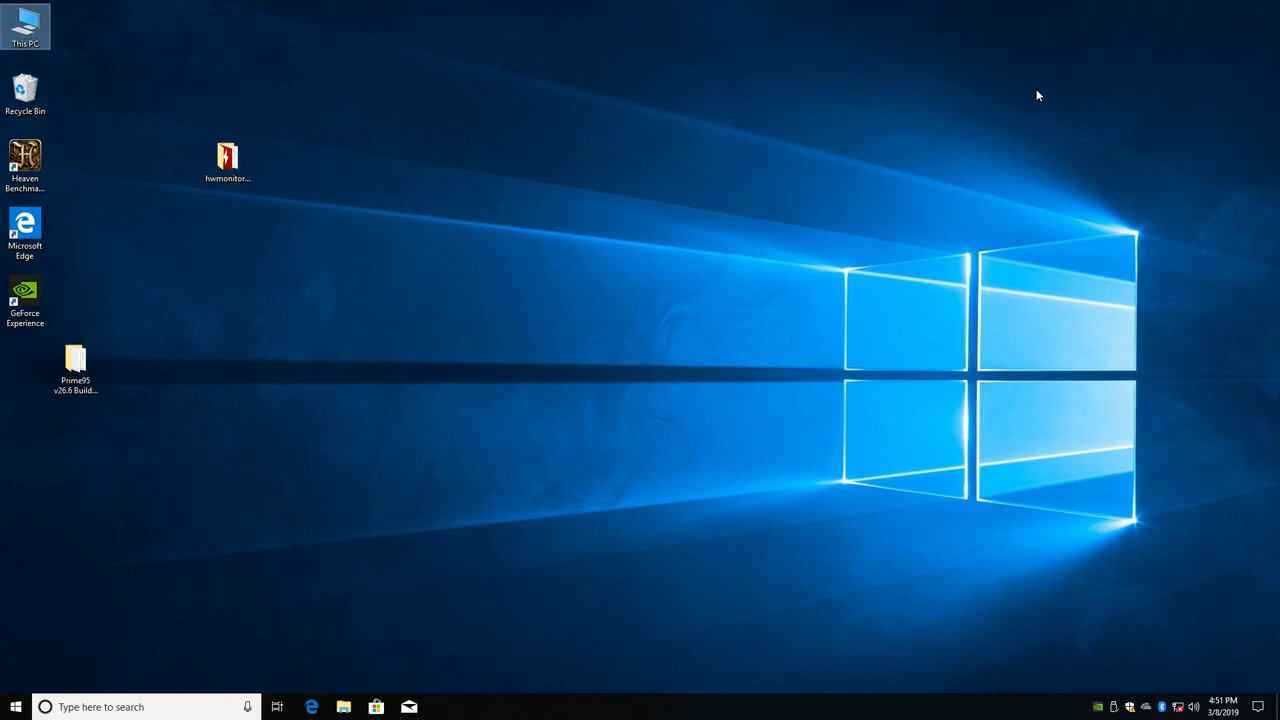 This PC
Recycle Bin
Heaven
Benchma...
Microsoft
Edge
GeForce
Experience
Prime95
v26.6 Build...
hwmonitor...
Type here to search
4:51 PM
3/8/2019